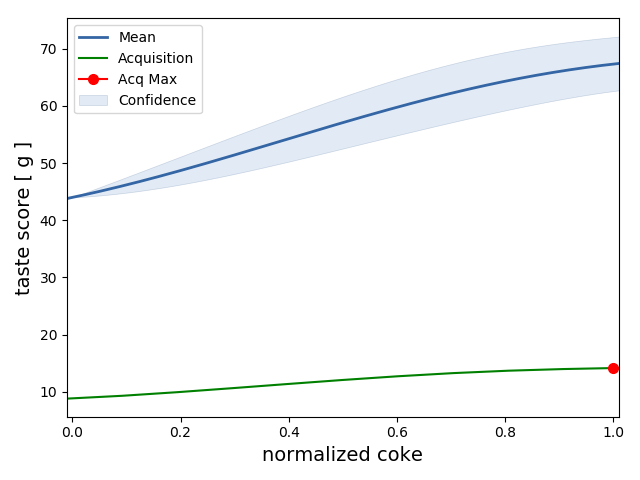 Mean
Acquisition
Acq Max
Confidence
taste score [ g ]
70
60
50
40
30
20
10
0.0 0.2 0.4 0.6 0.8 1.0
normalized coke